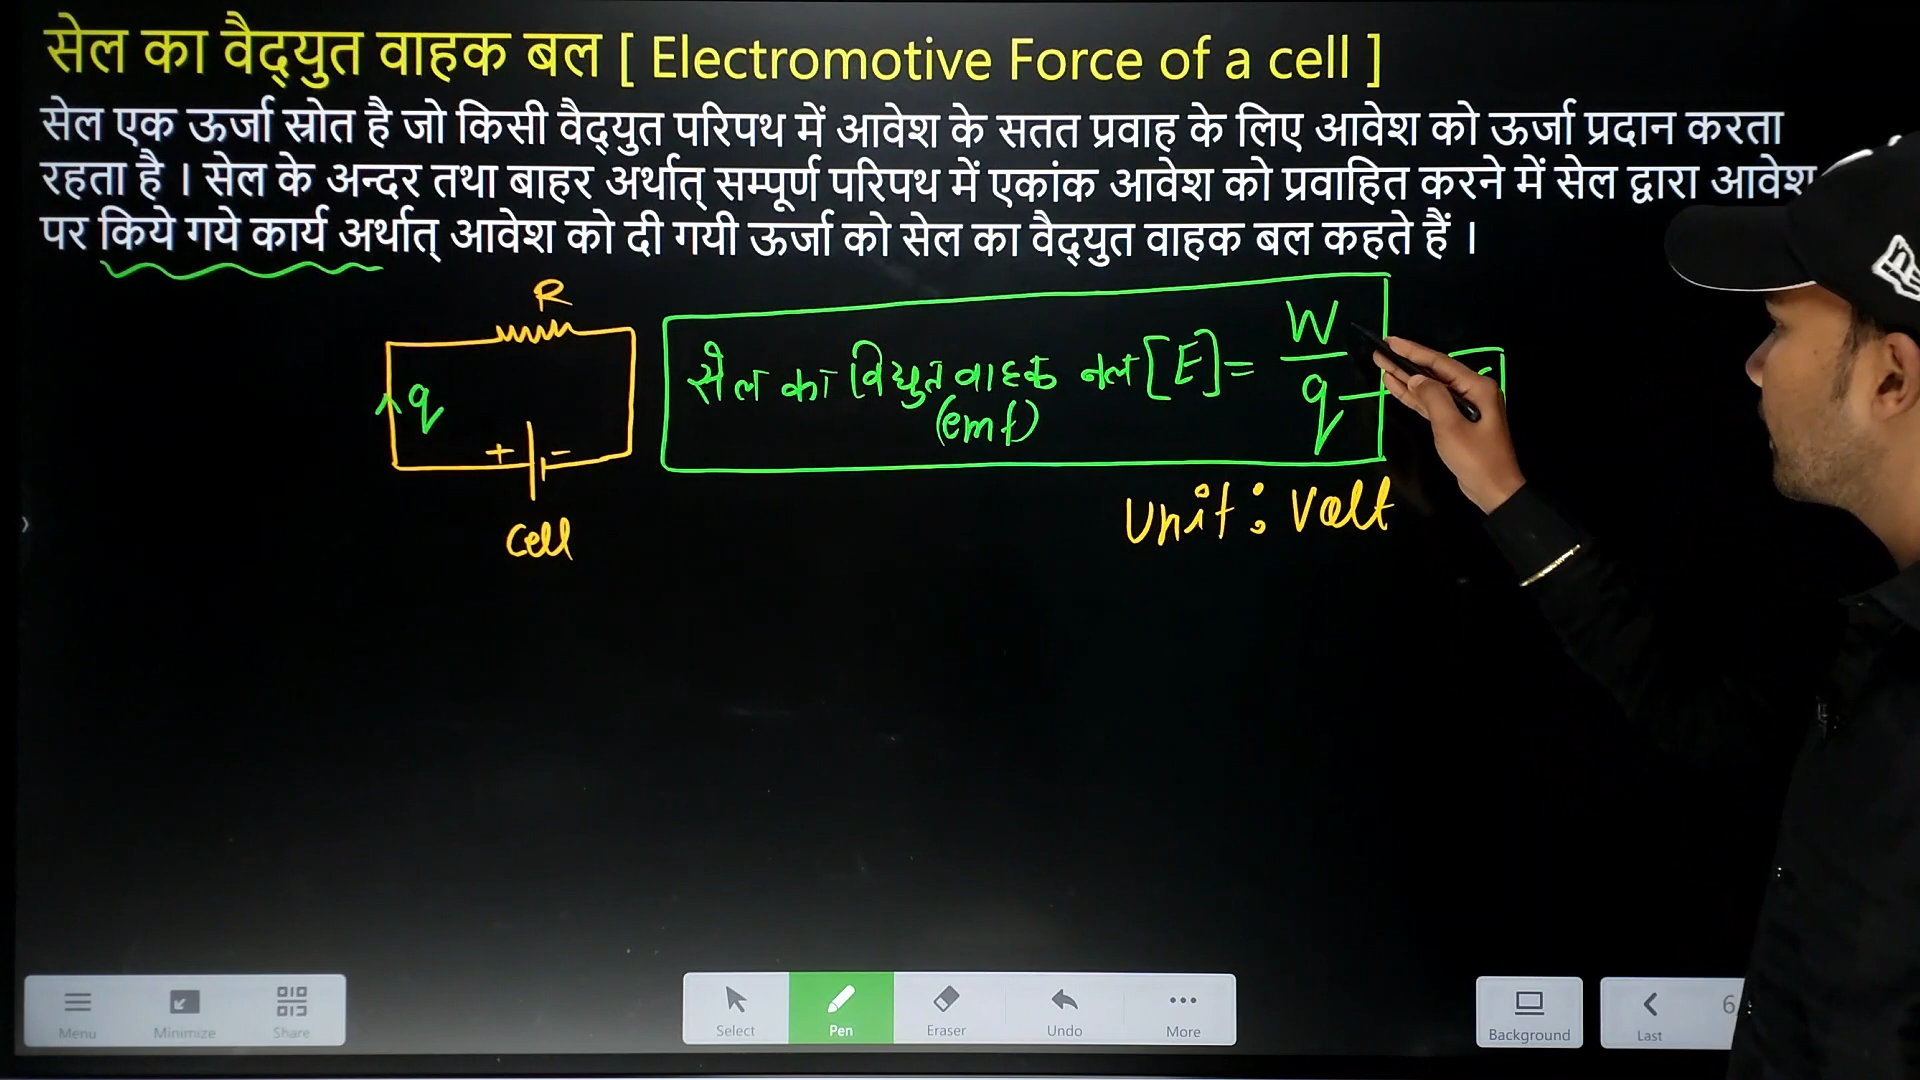 सेल का वैद्युत वाहक बल [ Electromotive Force of a cell ]
सेल एक ऊर्जा स्रोत है जो किसी वैद्युत परिपथ में आवेश के सतत प्रवाह के लिए आवेश को ऊर्जा प्रदान करता
रहता है । सेल के अन्दर तथा बाहर अर्थात् सम्पूर्ण परिपथ में एकांक आवेश को प्रवाहित करने में सेल द्वारा आवेश
पर किये गये कार्य अर्थात् आवेश को दी गयी ऊर्जा को सेल का वैद्युत वाहक बल कहते हैं ।
R
q
+ -
Cell
सेल का विद्युत वाहक बल [E] = W/q
(emf)
Unit : Volt
Menu Minimize Share Select Pen Eraser Undo More Background Last 6